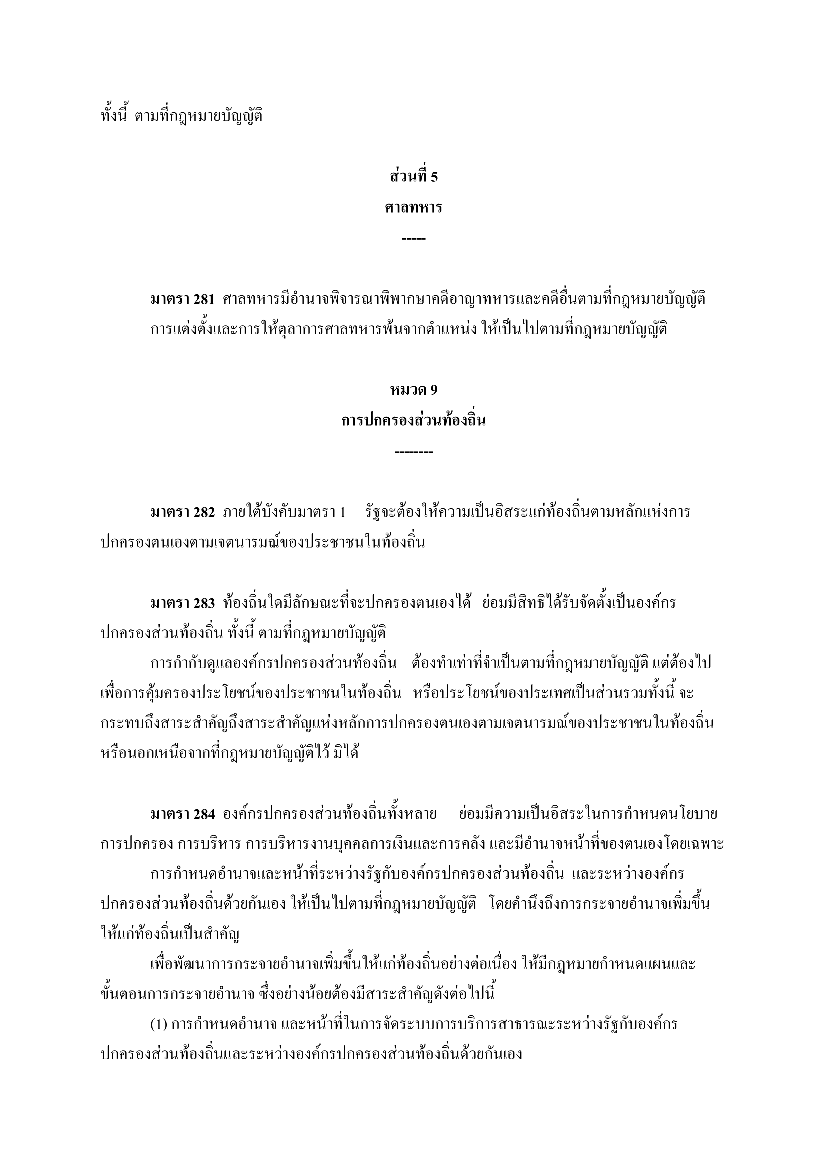 ทั้งนี้ ตามที่กฎหมายบัญญัติ
ส่วนที่ 5
ศาลทหาร
-----
มาตรา 281 ศาลทหารมีอำนาจพิจารณาพิพากษาคดีอาญาทหารและคดีอื่นตามที่กฎหมายบัญญัติ
การแต่งตั้งและการให้ตุลาการศาลทหารพ้นจากตำแหน่ง ให้เป็นไปตามที่กฎหมายบัญญัติ
หมวด 9
การปกครองส่วนท้องถิ่น
--------
มาตรา 282 ภายใต้บังคับมาตรา 1 รัฐจะต้องให้ความเป็นอิสระแก่ท้องถิ่นตามหลักแห่งการ
ปกครองตนเองตามเจตนารมณ์ของประชาชนในท้องถิ่น
มาตรา 283 ท้องถิ่นใดมีลักษณะที่จะปกครองตนเองได้ ย่อมมีสิทธิได้รับจัดตั้งเป็นองค์กร
ปกครองส่วนท้องถิ่น ทั้งนี้ ตามที่กฎหมายบัญญัติ
การกำกับดูแลองค์กรปกครองส่วนท้องถิ่น ต้องทำเท่าที่จำเป็นตามที่กฎหมายบัญญัติ แต่ต้องไป
เพื่อการคุ้มครองประโยชน์ของประชาชนในท้องถิ่น หรือประโยชน์ของประเทศเป็นส่วนรวมทั้งนี้ จะ
กระทบถึงสาระสำคัญถึงสาระสำคัญแห่งหลักการปกครองตนเองตามเจตนารมณ์ของประชาชนในท้องถิ่น
หรือนอกเหนือจากที่กฎหมายบัญญัติไว้ มิได้
มาตรา 284 องค์กรปกครองส่วนท้องถิ่นทั้งหลาย ย่อมมีความเป็นอิสระในการกำหนดนโยบาย
การปกครอง การบริหาร การบริหารงานบุคคลการเงินและการคลัง และมีอำนาจหน้าที่ของตนเองโดยเฉพาะ
การกำหนดอำนาจและหน้าที่ระหว่างรัฐกับองค์กรปกครองส่วนท้องถิ่น และระหว่างองค์กร
ปกครองส่วนท้องถิ่นด้วยกันเอง ให้เป็นไปตามที่กฎหมายบัญญัติ โดยคำนึงถึงการกระจายอำนาจเพิ่มขึ้น
ให้แก่ท้องถิ่นเป็นสำคัญ
เพื่อพัฒนาการกระจายอำนาจเพิ่มขึ้นให้แก่ท้องถิ่นอย่างต่อเนื่อง ให้มีกฎหมายกำหนดแผนและ
ขั้นตอนการกระจายอำนาจ ซึ่งอย่างน้อยต้องมีสาระสำคัญดังต่อไปนี้
(1) การกำหนดอำนาจ และหน้าที่ในการจัดระบบการบริการสาธารณะระหว่างรัฐกับองค์กร
ปกครองส่วนท้องถิ่นและระหว่างองค์กรปกครองส่วนท้องถิ่นด้วยกันเอง